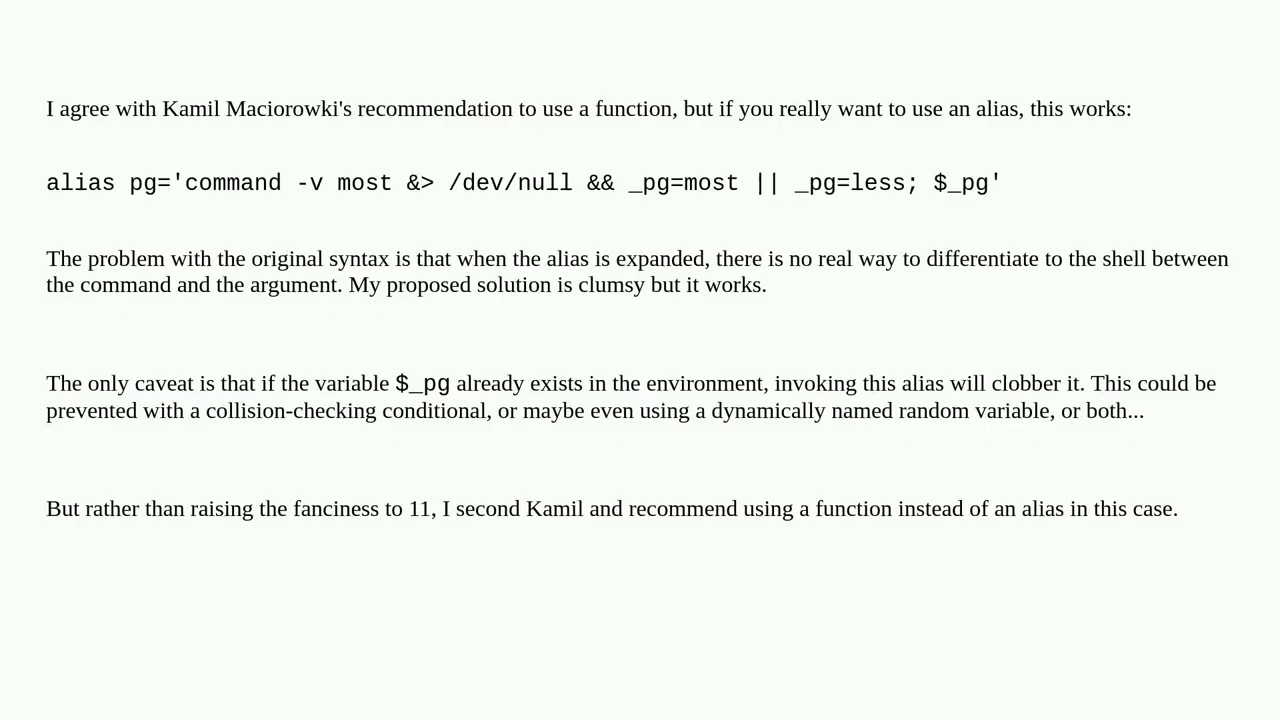 I agree with Kamil Maciorowki's recommendation to use a function, but if you really want to use an alias, this works:
alias pg='command -v most &> /dev/null && _pg=most || _pg=less; $_pg'
The problem with the original syntax is that when the alias is expanded, there is no real way to differentiate to the shell between
the command and the argument. My proposed solution is clumsy but it works.
The only caveat is that if the variable $_pg already exists in the environment, invoking this alias will clobber it. This could be
prevented with a collision-checking conditional, or maybe even using a dynamically named random variable, or both...
But rather than raising the fanciness to 11, I second Kamil and recommend using a function instead of an alias in this case.